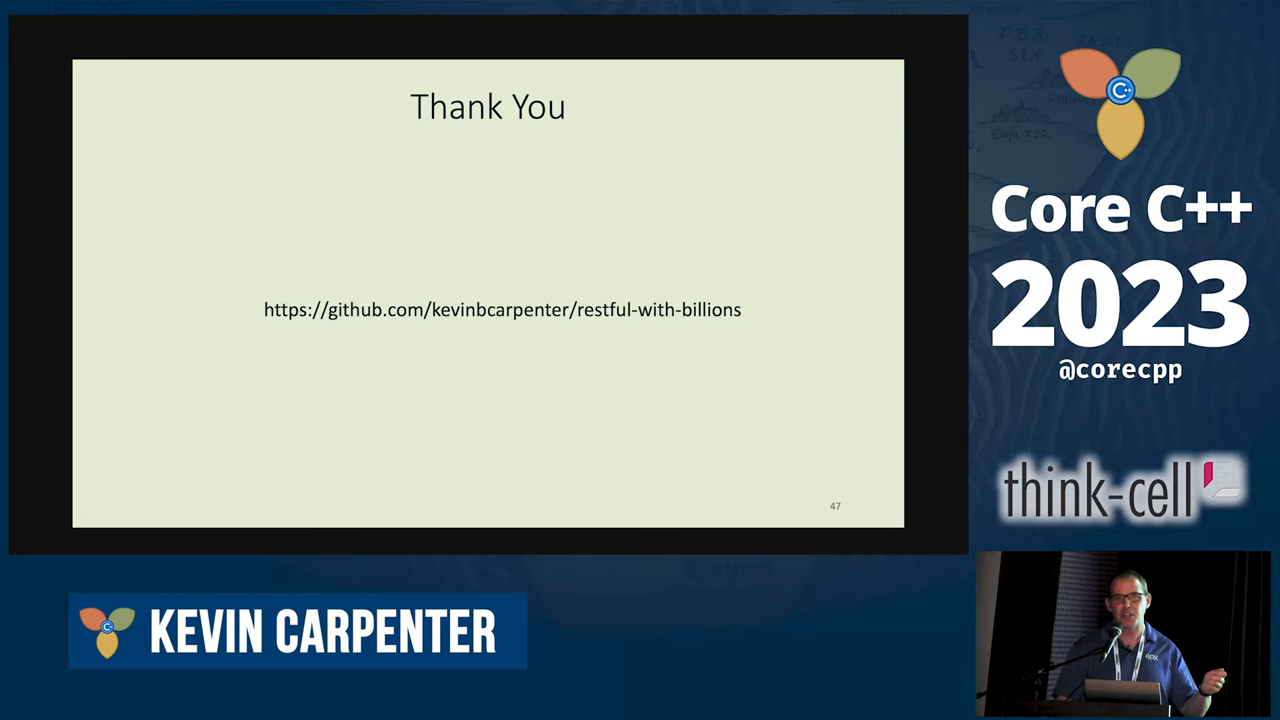 Thank You
https://github.com/kevinbcarpenter/restful-with-billions
47
C++
Core C++
2023
@corecpp
think-cell
KEVIN CARPENTER